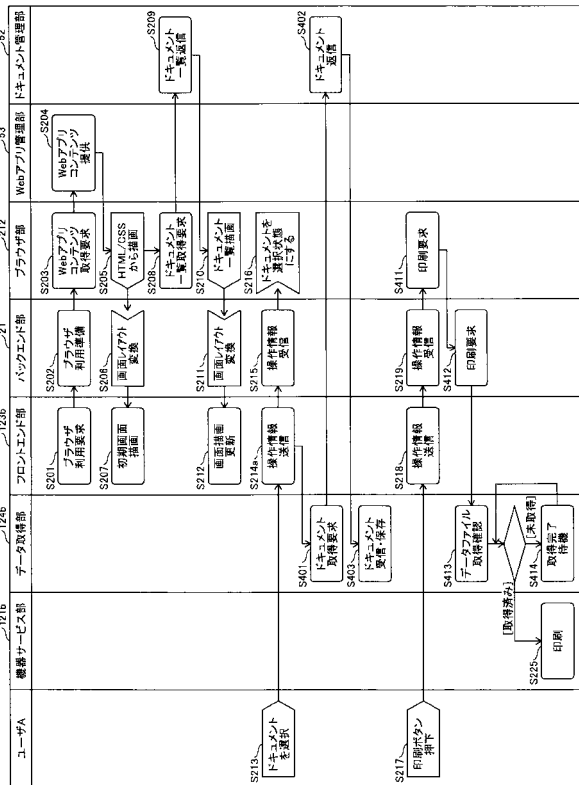 ユーザA
1216
機器サービス部
124b
データ取得部
123b
フロントエンド部
21
バックエンド部
212
ブラウザ部
53
Webアプリ管理部
52
ドキュメント管理部
S201
ブラウザ
利用要求
S202
ブラウザ
利用準備
S203
Webアプリ
コンテンツ
取得要求
S204
Webアプリ
コンテンツ
提供
S205
HTML/CSS
から描画
S206
画面レイアウト
変換
S207
初期画面
描画
S208
ドキュメント
一覧取得要求
S209
ドキュメント
一覧返信
S210
ドキュメント
一覧描画
S211
画面レイアウト
変換
S212
画面描画
更新
S213
ドキュメント
を選択
S214a
操作情報
送信
S215
操作情報
受信
S216
ドキュメントを
選択状態
にする
S401
ドキュメント
取得要求
S402
ドキュメント
返信
S403
ドキュメント
受信・保存
S217
印刷ボタン
押下
S218
操作情報
送信
S219
操作情報
受信
S411
印刷要求
S412
印刷要求
S413
データファイル
取得確認
[未取得]
S414
取得完了
待機
[取得済み]
S225
印刷